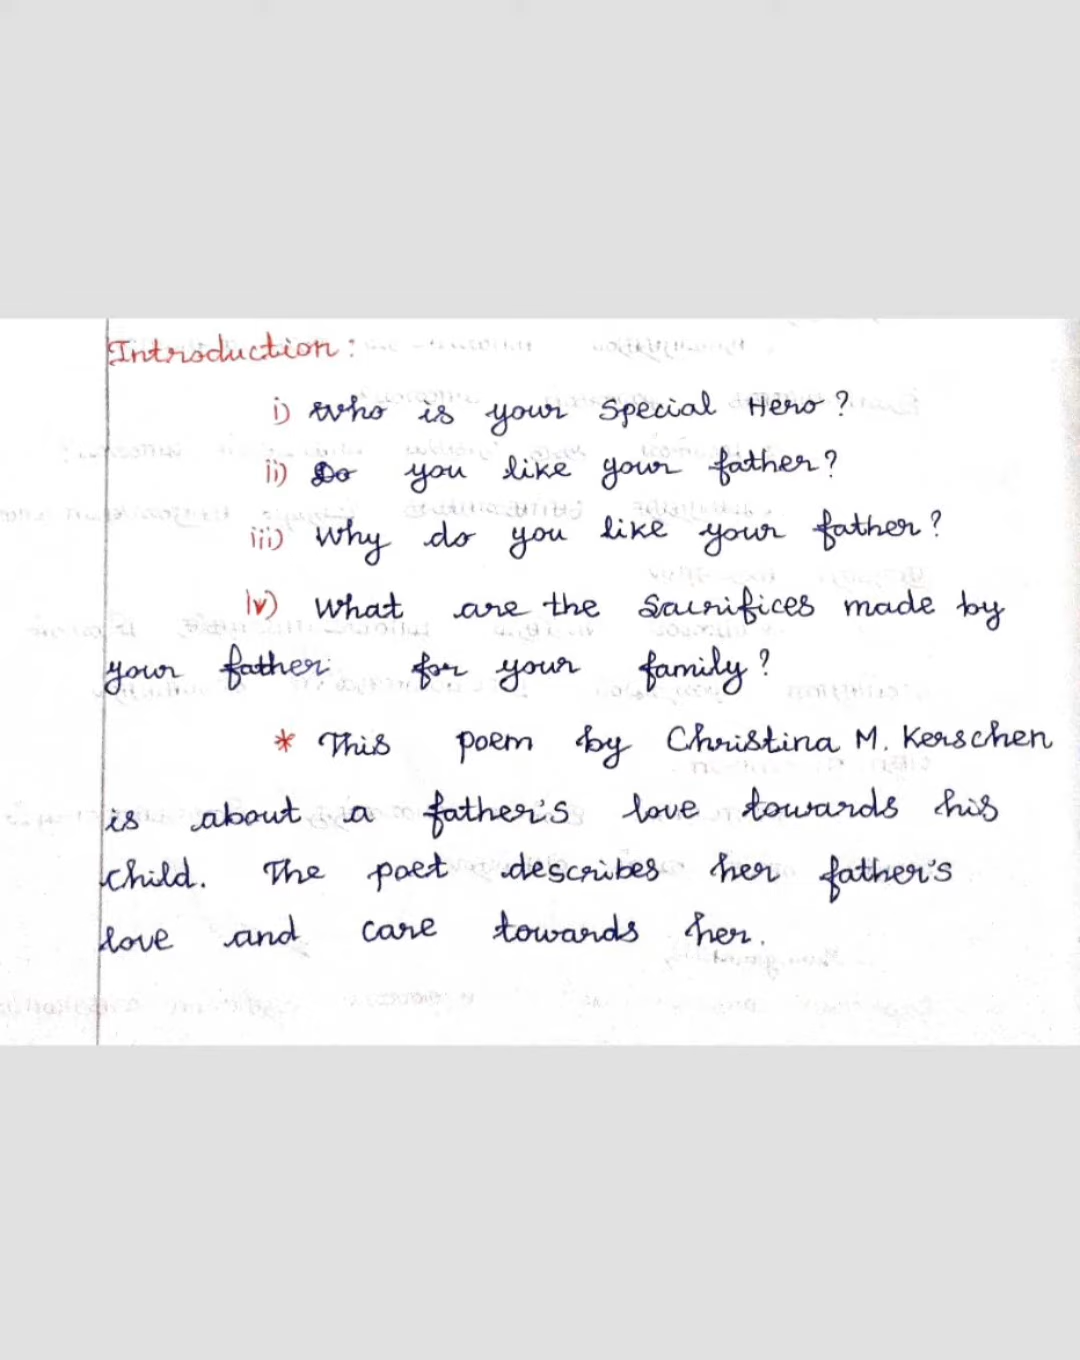 Introduction :
i) Who is your Special Hero ?
ii) Do you like your father ?
iii) Why do you like your father ?
iv) What are the Sacrifices made by
your father for your family ?
* This poem by Christina M. Kerschen
is about a father's love towards his
child. The poet describes her father's
love and care towards her.